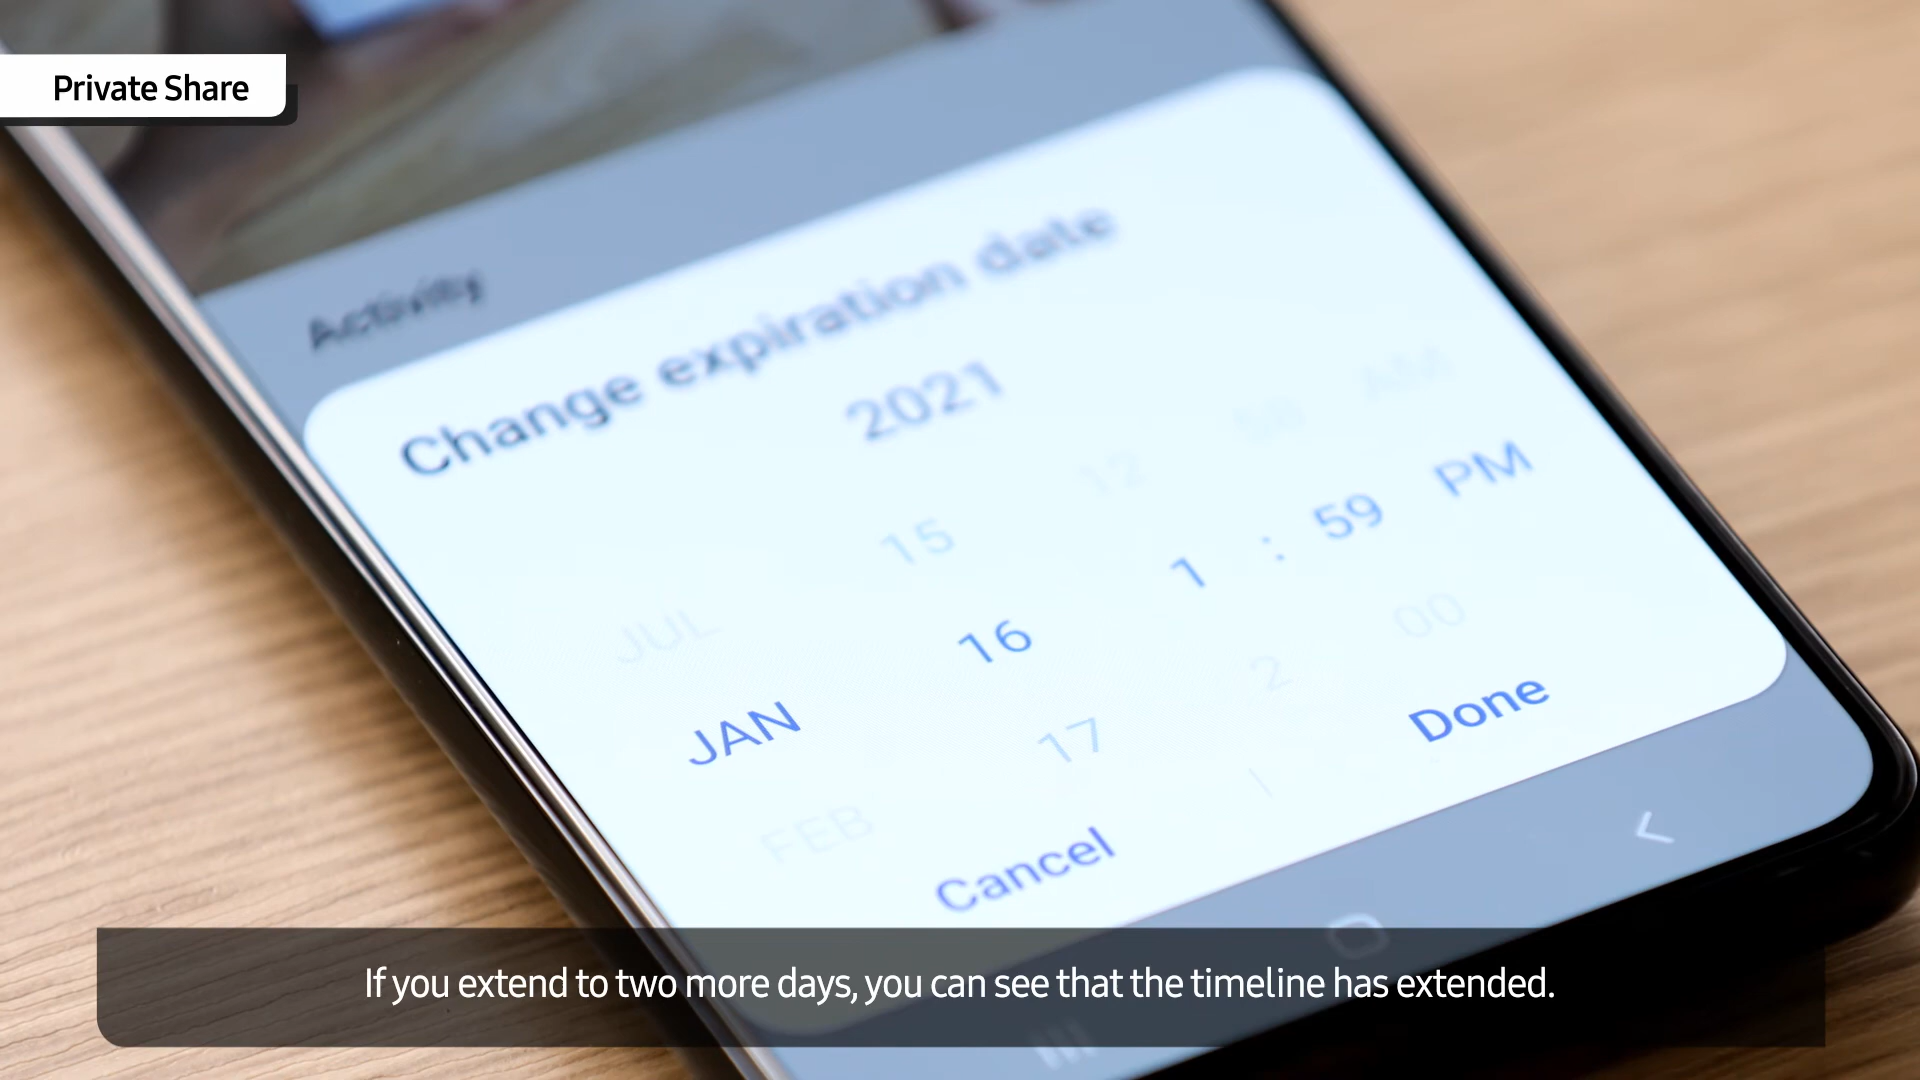 Private Share
Activity
Change expiration date
2021
JUL 15 12 58 AM
JAN 16 1 : 59 PM
FEB 17 2 00
Cancel | Done
If you extend to two more days, you can see that the timeline has extended.